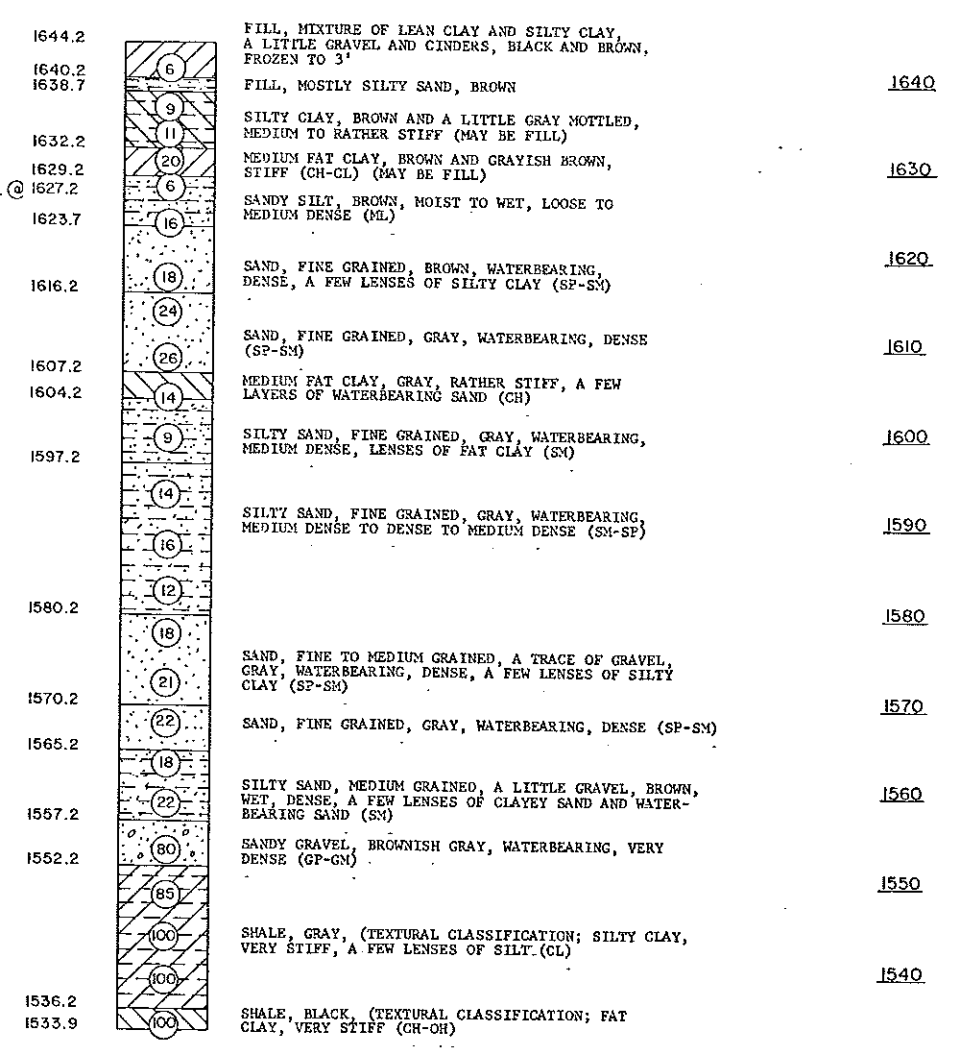 1644.2
FILL, MIXTURE OF LEAN CLAY AND SILTY CLAY,
A LITTLE GRAVEL AND CINDERS, BLACK AND BROWN,
FROZEN TO 3'
1640.2
6
1638.7
FILL, MOSTLY SILTY SAND, BROWN
1640
9
SILTY CLAY, BROWN AND A LITTLE GRAY MOTTLED,
MEDIUM TO RATHER STIFF (MAY BE FILL)
11
1632.2
20
MEDIUM FAT CLAY, BROWN AND GRAYISH BROWN,
STIFF (CH-CL) (MAY BE FILL)
1629.2
1630
@ 1627.2
6
SANDY SILT, BROWN, MOIST TO WET, LOOSE TO
MEDIUM DENSE (ML)
1623.7
16
1620
SAND, FINE GRAINED, BROWN, WATERBEARING,
DENSE, A FEW LENSES OF SILTY CLAY (SP-SM)
18
1616.2
24
SAND, FINE GRAINED, GRAY, WATERBEARING, DENSE
(SP-SM)
1610
26
1607.2
MEDIUM FAT CLAY, GRAY, RATHER STIFF, A FEW
LAYERS OF WATERBEARING SAND (CH)
1604.2
14
9
SILTY SAND, FINE GRAINED, GRAY, WATERBEARING,
MEDIUM DENSE, LENSES OF FAT CLAY (SM)
1600
1597.2
14
SILTY SAND, FINE GRAINED, GRAY, WATERBEARING,
MEDIUM DENSE TO DENSE TO MEDIUM DENSE (SM-SP)
1590
16
12
1580.2
1580
18
SAND, FINE TO MEDIUM GRAINED, A TRACE OF GRAVEL,
GRAY, WATERBEARING, DENSE, A FEW LENSES OF SILTY
CLAY (SP-SM)
21
1570.2
1570
22
SAND, FINE GRAINED, GRAY, WATERBEARING, DENSE (SP-SM)
1565.2
18
SILTY SAND, MEDIUM GRAINED, A LITTLE GRAVEL, BROWN,
WET, DENSE, A FEW LENSES OF CLAYEY SAND AND WATER-
BEARING SAND (SM)
1560
22
1557.2
SANDY GRAVEL, BROWNISH GRAY, WATERBEARING, VERY
DENSE (GP-GM)
80
1552.2
1550
85
SHALE, GRAY, (TEXTURAL CLASSIFICATION; SILTY CLAY,
VERY STIFF, A FEW LENSES OF SILT (CL)
100
1540
100
1536.2
SHALE, BLACK, (TEXTURAL CLASSIFICATION; FAT
CLAY, VERY STIFF (CH-OH)
1533.9
100